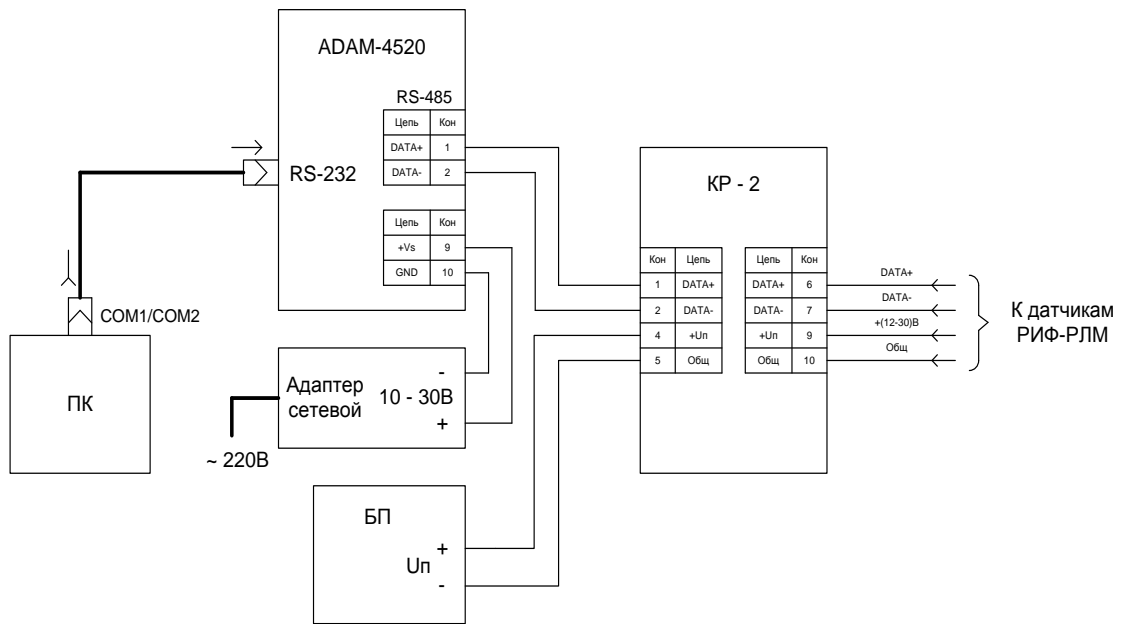 ADAM-4520
RS-485
Цепь Кон
DATA+ 1
DATA- 2
RS-232
Цепь Кон
+Vs 9
GND 10
КР - 2
Кон Цепь
1 DATA+
2 DATA-
4 +Uп
5 Общ
Цепь Кон
DATA+ 6
DATA- 7
+Uп 9
Общ 10
DATA+
DATA-
+(12-30)В
Общ
К датчикам
РИФ-РЛМ
COM1/COM2
ПК
Адаптер
сетевой
10 - 30В
-
+
~ 220В
БП
Uп
+
-